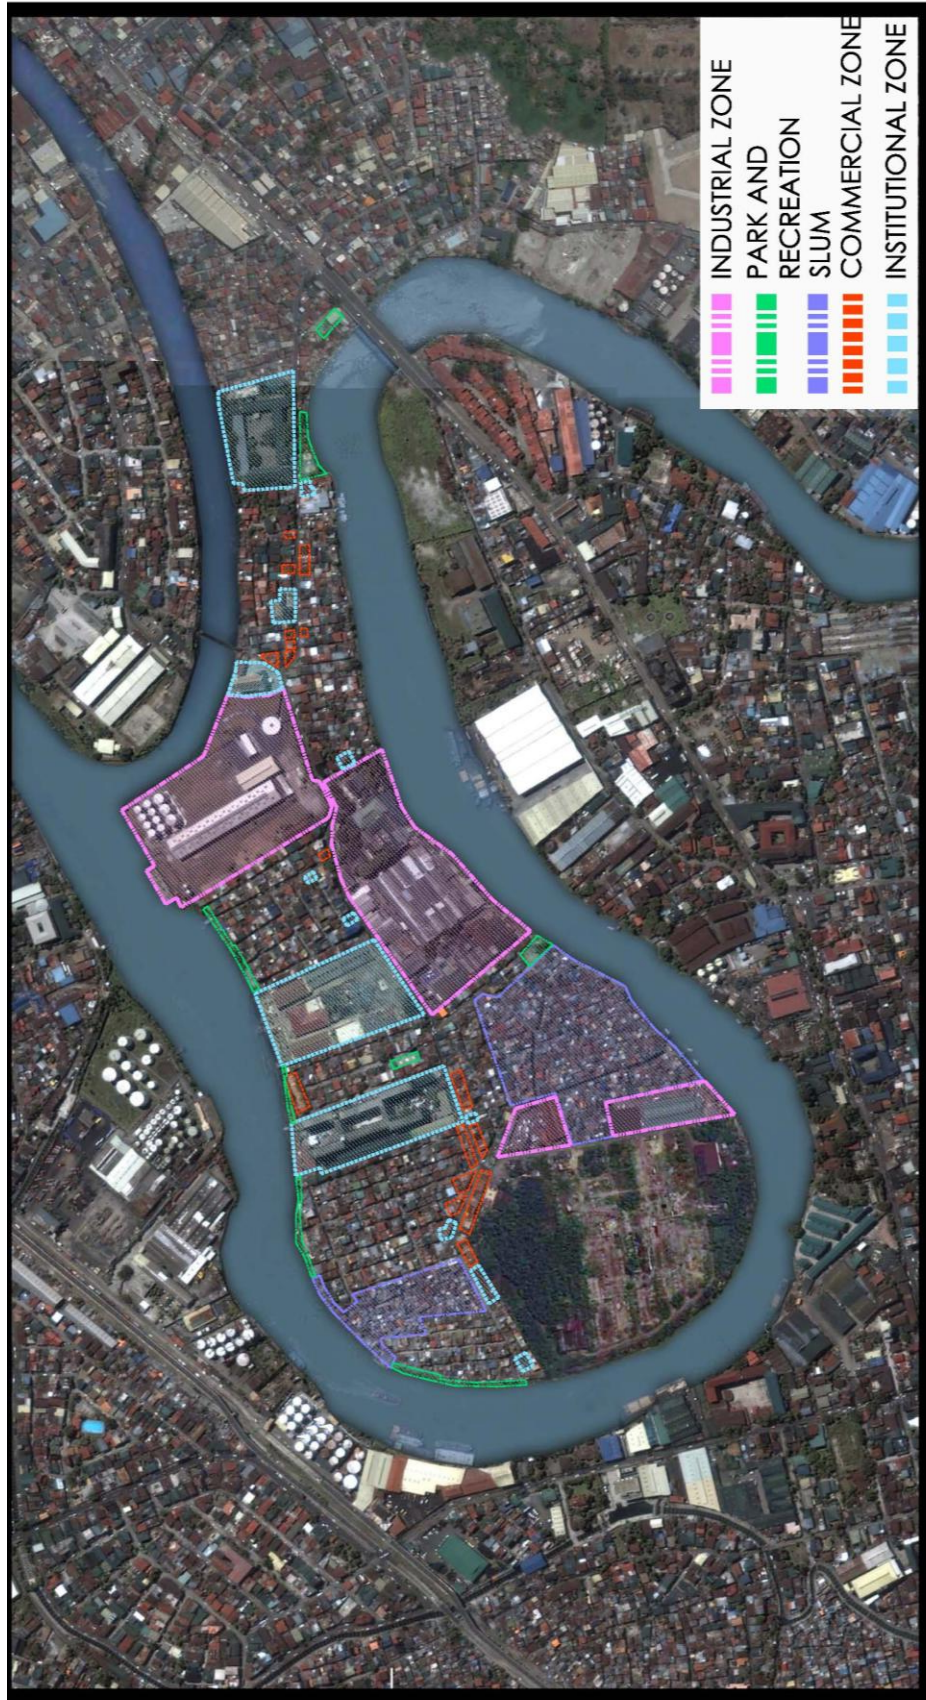 INDUSTRIAL ZONE
PARK AND
RECREATION
SLUM
COMMERCIAL ZONE
INSTITUTIONAL ZONE